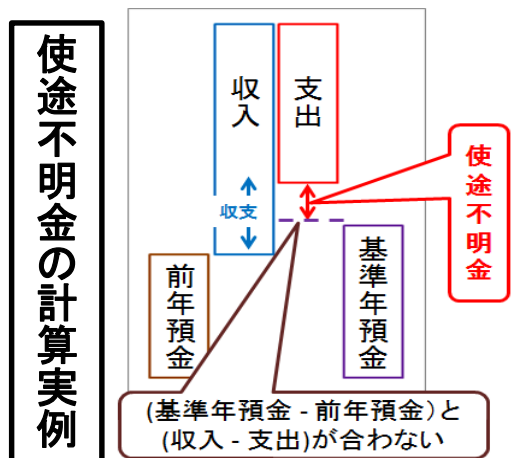 使途不明金の計算実例
収入
支出
収支
使途不明金
前年預金
基準年預金
(基準年預金 - 前年預金)と
(収入 - 支出)が合わない